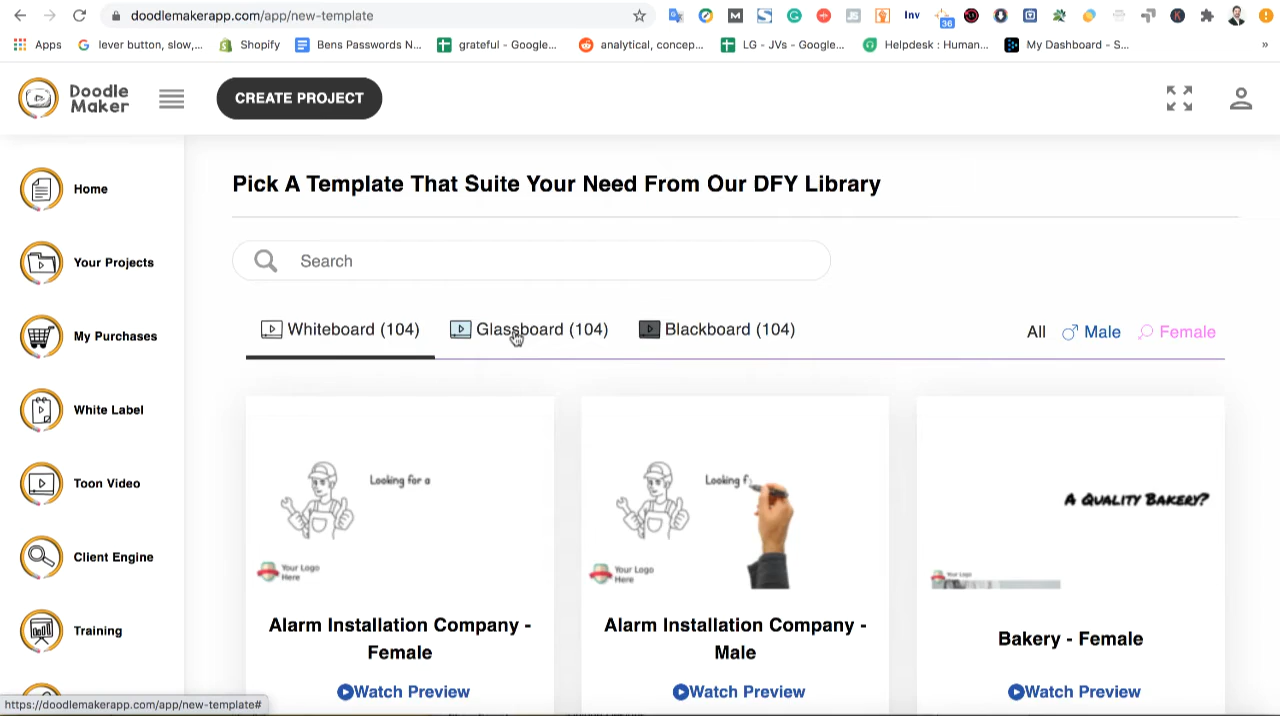 doodlemakerapp.com/app/new-template
Inv
36
Apps
lever button, slow,...
Shopify
Bens Passwords N...
grateful - Google...
analytical, concep...
LG - JVs - Google...
Helpdesk : Human...
My Dashboard - S...
»
Doodle
Maker
CREATE PROJECT
Home
Your Projects
My Purchases
White Label
Toon Video
Client Engine
Training
Pick A Template That Suite Your Need From Our DFY Library
Search
Whiteboard (104)
Glassboard (104)
Blackboard (104)
All
Male
Female
Looking for a
Your Logo
Here
Alarm Installation Company -
Female
Watch Preview
Looking f
Your Logo
Here
Alarm Installation Company -
Male
Watch Preview
A Quality Bakery?
Your Logo
Bakery - Female
Watch Preview
https://doodlemakerapp.com/app/new-template#